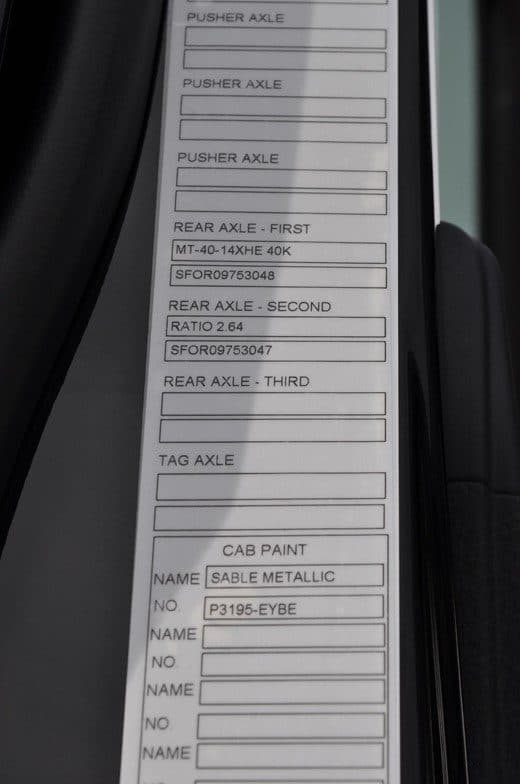 PUSHER AXLE
PUSHER AXLE
PUSHER AXLE
REAR AXLE - FIRST
MT-40-14XHE 40K
SFOR09753048
REAR AXLE - SECOND
RATIO 2.64
SFOR09753047
REAR AXLE - THIRD
TAG AXLE
CAB PAINT
NAME SABLE METALLIC
NO. P3195-EYBE
NAME
NO.
NAME
NO.
NAME